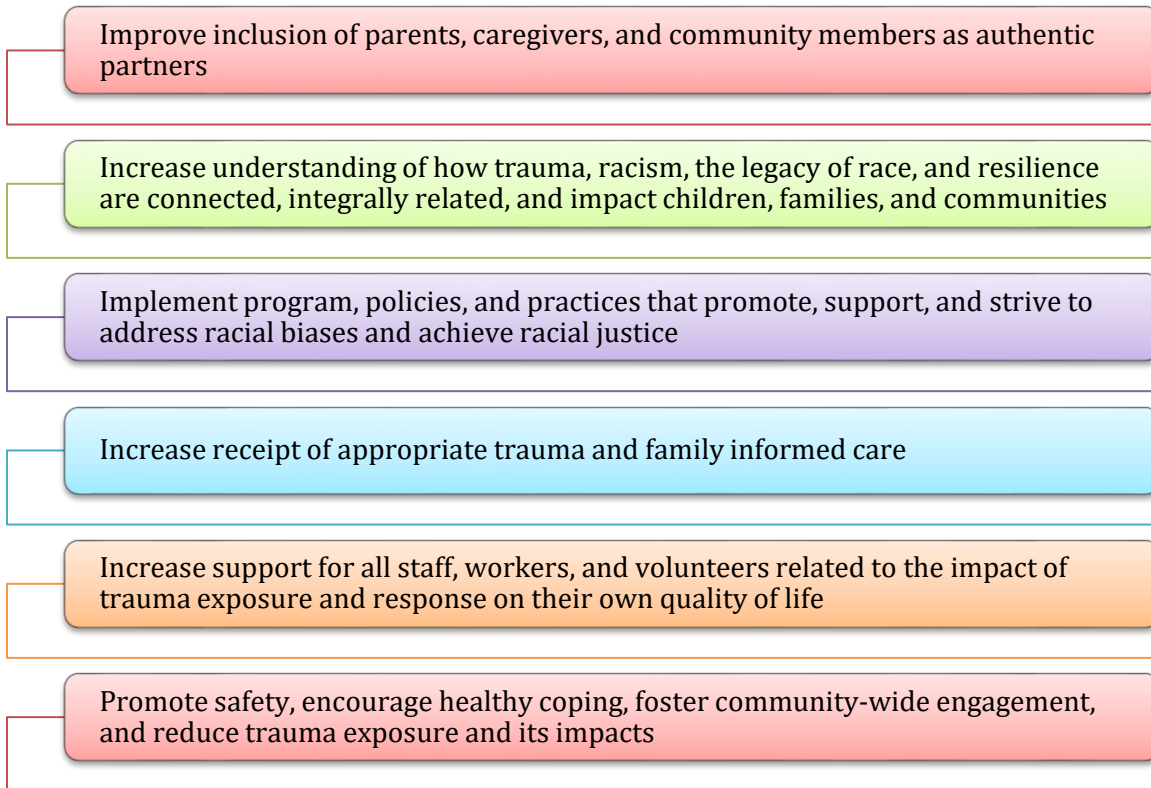 Improve inclusion of parents, caregivers, and community members as authentic
partners
Increase understanding of how trauma, racism, the legacy of race, and resilience
are connected, integrally related, and impact children, families, and communities
Implement program, policies, and practices that promote, support, and strive to
address racial biases and achieve racial justice
Increase receipt of appropriate trauma and family informed care
Increase support for all staff, workers, and volunteers related to the impact of
trauma exposure and response on their own quality of life
Promote safety, encourage healthy coping, foster community-wide engagement,
and reduce trauma exposure and its impacts